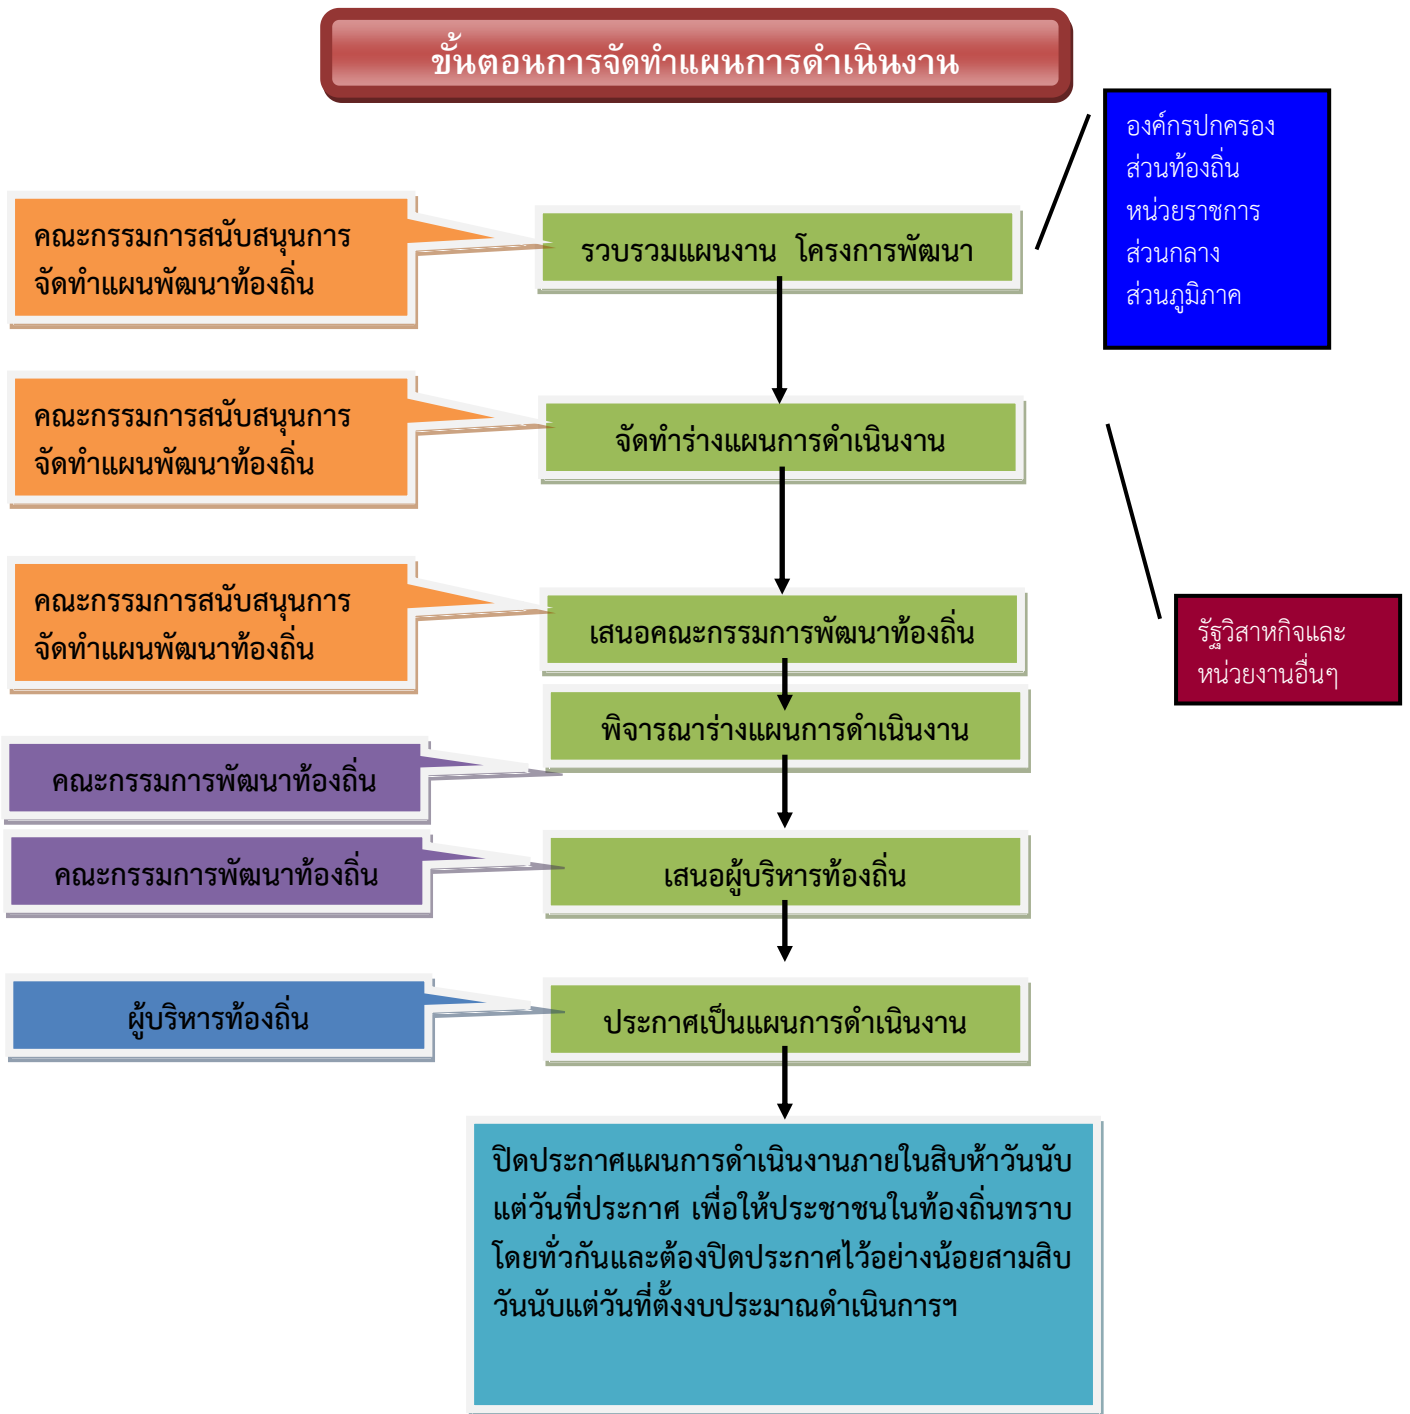 ขั้นตอนการจัดทำแผนการดำเนินงาน
องค์กรปกครอง
ส่วนท้องถิ่น
หน่วยราชการ
ส่วนกลาง
ส่วนภูมิภาค
คณะกรรมการสนับสนุนการ
จัดทำแผนพัฒนาท้องถิ่น
รวบรวมแผนงาน โครงการพัฒนา
คณะกรรมการสนับสนุนการ
จัดทำแผนพัฒนาท้องถิ่น
จัดทำร่างแผนการดำเนินงาน
คณะกรรมการสนับสนุนการ
จัดทำแผนพัฒนาท้องถิ่น
เสนอคณะกรรมการพัฒนาท้องถิ่น
รัฐวิสาหกิจและ
หน่วยงานอื่นๆ
พิจารณาร่างแผนการดำเนินงาน
คณะกรรมการพัฒนาท้องถิ่น
คณะกรรมการพัฒนาท้องถิ่น
เสนอผู้บริหารท้องถิ่น
ผู้บริหารท้องถิ่น
ประกาศเป็นแผนการดำเนินงาน
ปิดประกาศแผนการดำเนินงานภายในสิบห้าวันนับ
แต่วันที่ประกาศ เพื่อให้ประชาชนในท้องถิ่นทราบ
โดยทั่วกันและต้องปิดประกาศไว้อย่างน้อยสามสิบ
วันนับแต่วันที่ตั้งงบประมาณดำเนินการฯ